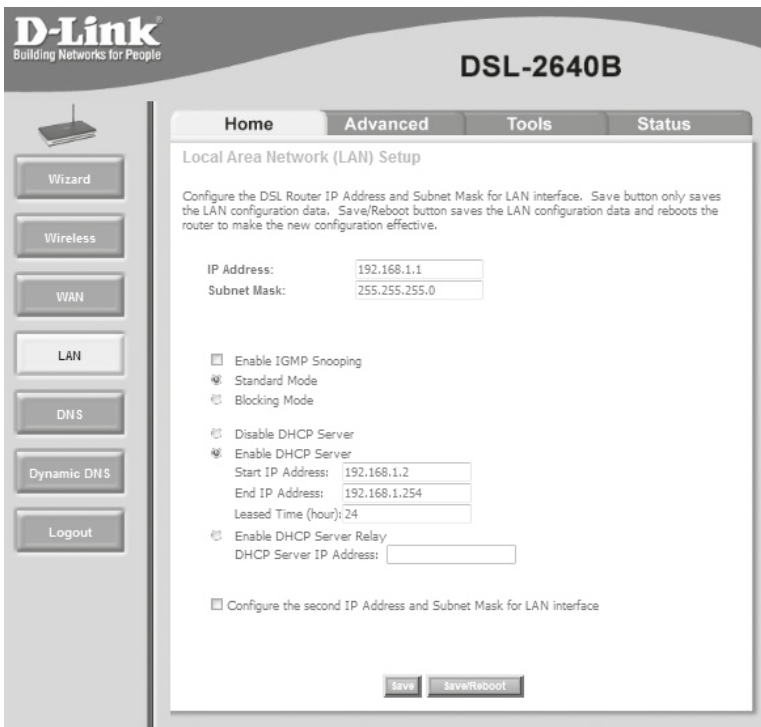 D-Link
Building Networks for People
DSL-2640B
Home Advanced Tools Status
Wizard
Wireless
WAN
LAN
DNS
Dynamic DNS
Logout
Local Area Network (LAN) Setup
Configure the DSL Router IP Address and Subnet Mask for LAN interface. Save button only saves
the LAN configuration data. Save/Reboot button saves the LAN configuration data and reboots the
router to make the new configuration effective.
IP Address: 192.168.1.1
Subnet Mask: 255.255.255.0
Enable IGMP Snooping
Standard Mode
Blocking Mode
Disable DHCP Server
Enable DHCP Server
Start IP Address: 192.168.1.2
End IP Address: 192.168.1.254
Leased Time (hour): 24
Enable DHCP Server Relay
DHCP Server IP Address:
Configure the second IP Address and Subnet Mask for LAN interface
Save Save/Reboot